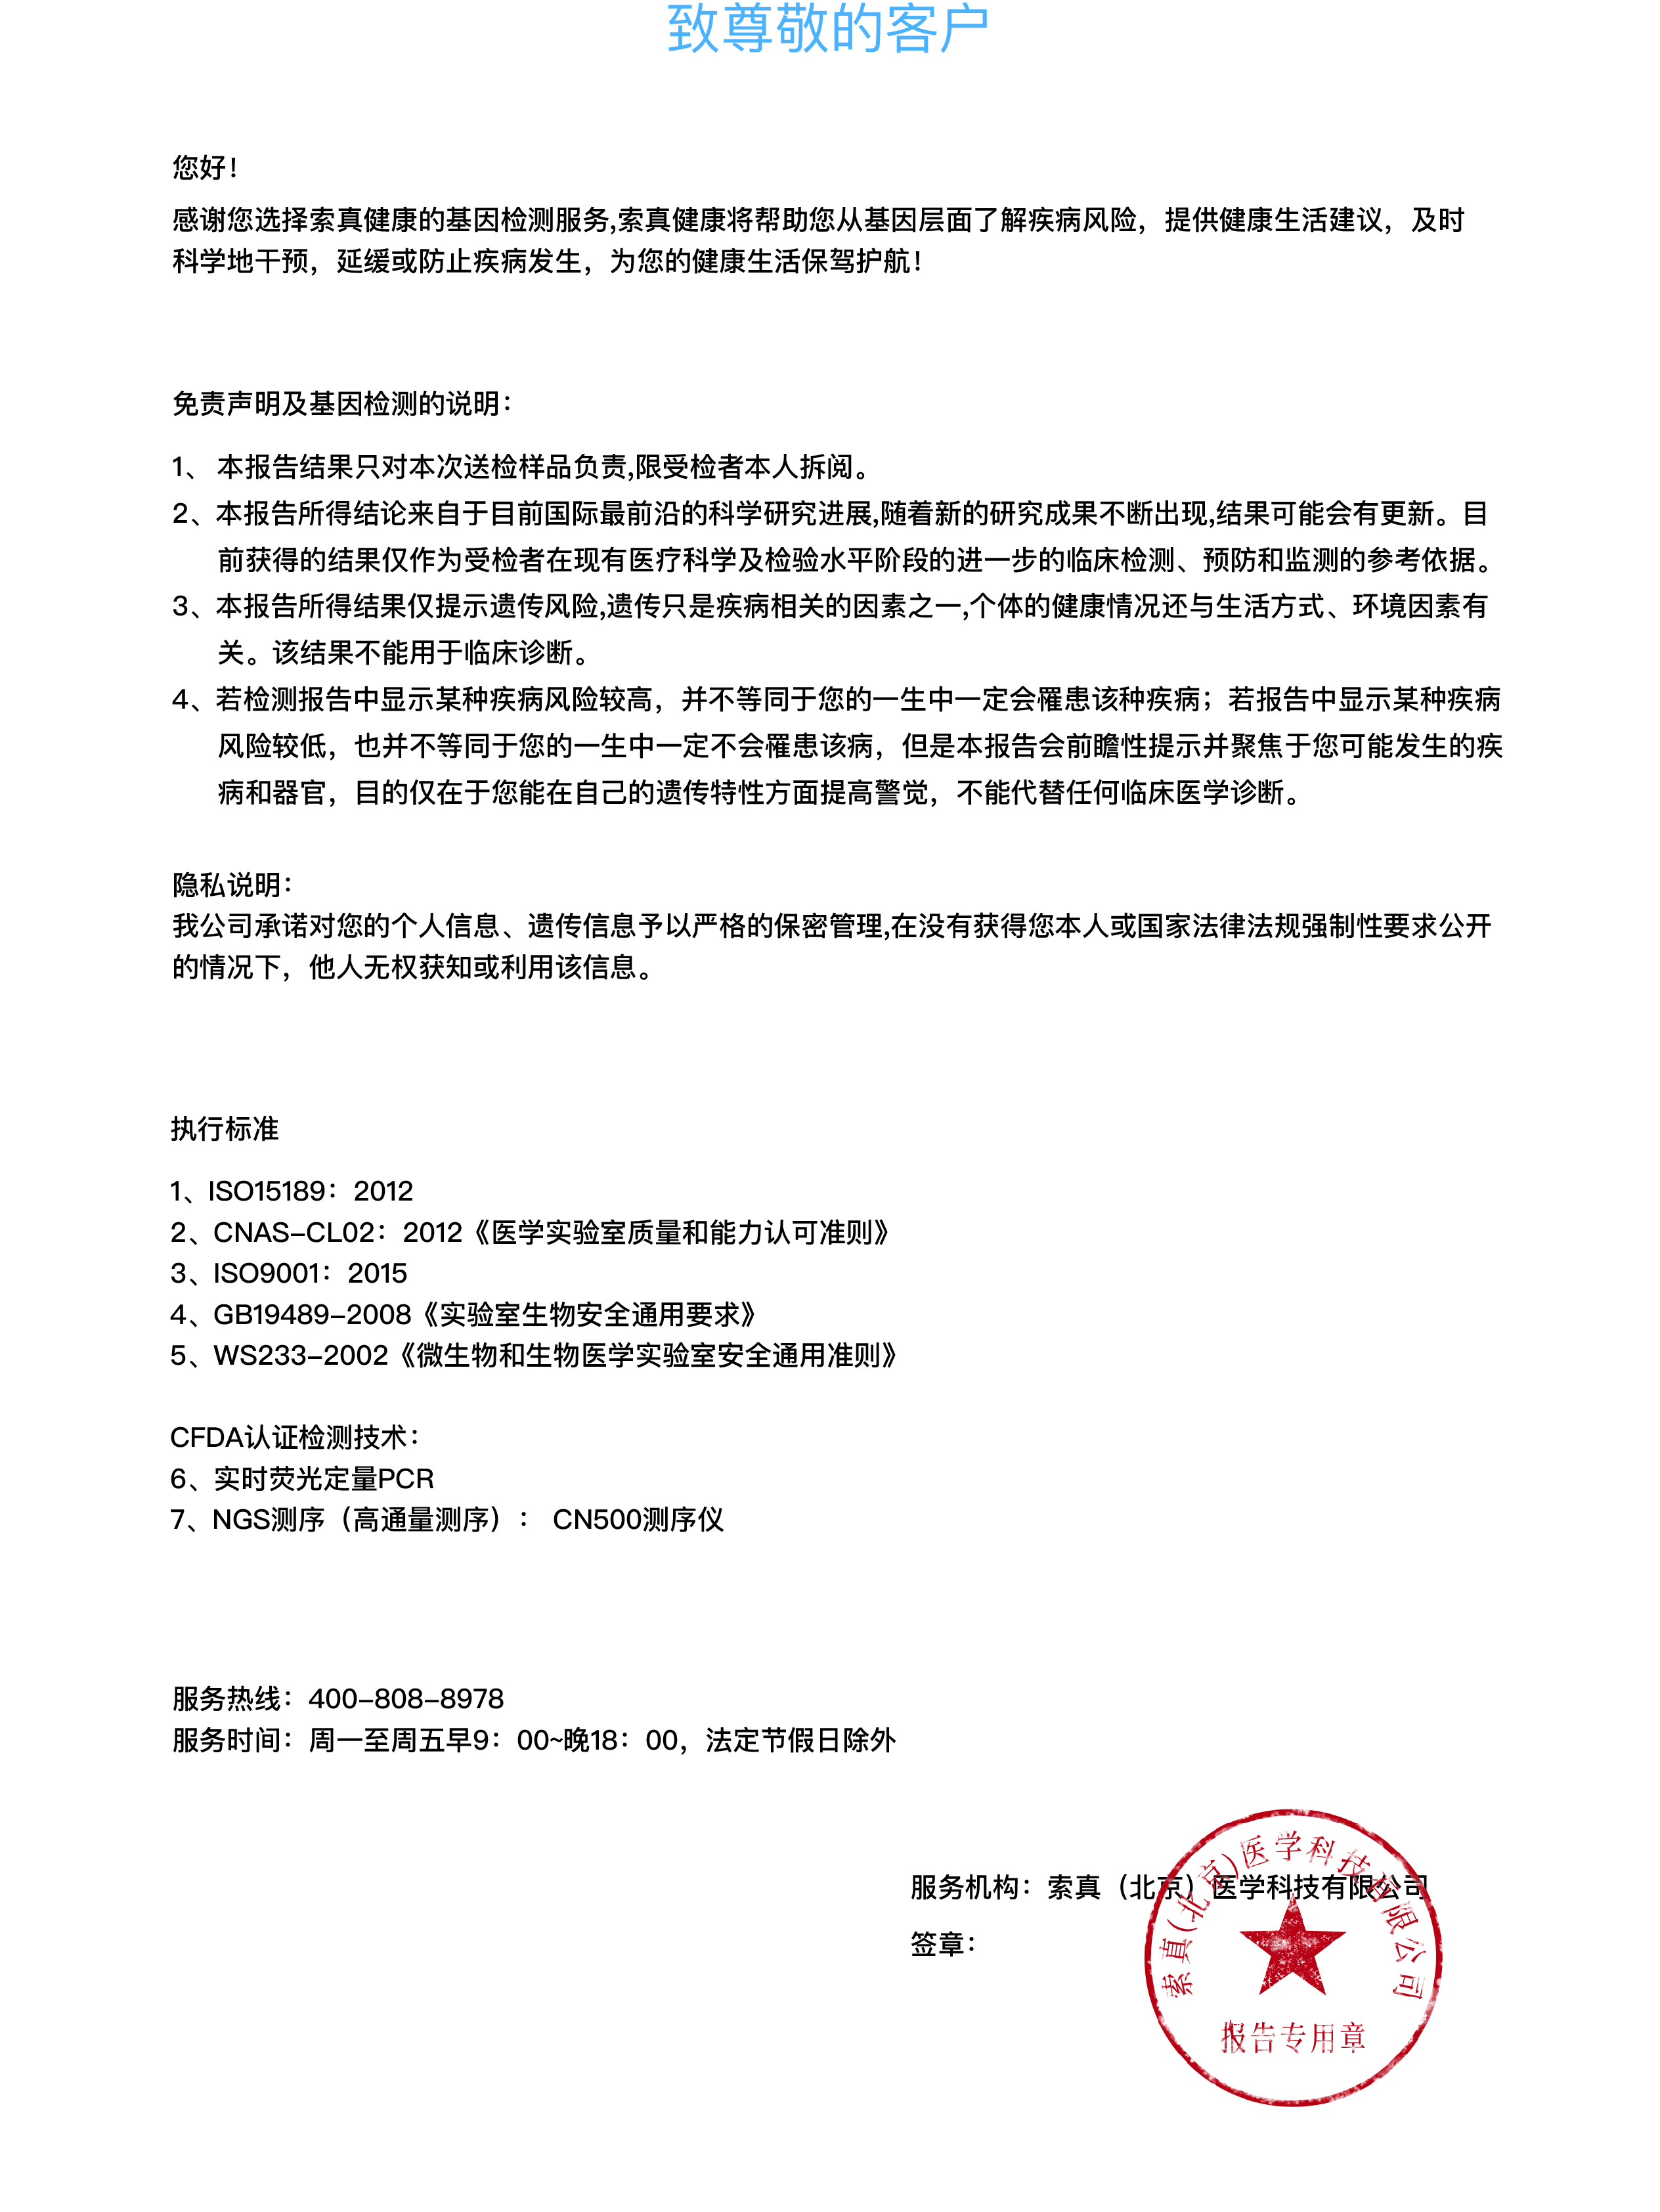 致尊敬的客户
您好！
感谢您选择索真健康的基因检测服务,索真健康将帮助您从基因层面了解疾病风险，提供健康生活建议，及时
科学地干预，延缓或防止疾病发生，为您的健康生活保驾护航！
免责声明及基因检测的说明：
1、 本报告结果只对本次送检样品负责,限受检者本人拆阅。
2、本报告所得结论来自于目前国际最前沿的科学研究进展,随着新的研究成果不断出现,结果可能会有更新。目
前获得的结果仅作为受检者在现有医疗科学及检验水平阶段的进一步的临床检测、预防和监测的参考依据。
3、本报告所得结果仅提示遗传风险,遗传只是疾病相关的因素之一,个体的健康情况还与生活方式、环境因素有
关。该结果不能用于临床诊断。
4、若检测报告中显示某种疾病风险较高，并不等同于您的一生中一定会罹患该种疾病；若报告中显示某种疾病
风险较低，也并不等同于您的一生中一定不会罹患该病，但是本报告会前瞻性提示并聚焦于您可能发生的疾
病和器官，目的仅在于您能在自己的遗传特性方面提高警觉，不能代替任何临床医学诊断。
隐私说明：
我公司承诺对您的个人信息、遗传信息予以严格的保密管理,在没有获得您本人或国家法律法规强制性要求公开
的情况下，他人无权获知或利用该信息。
执行标准
1、ISO15189：2012
2、CNAS–CL02：2012《医学实验室质量和能力认可准则》
3、ISO9001：2015
4、GB19489–2008《实验室生物安全通用要求》
5、WS233–2002《微生物和生物医学实验室安全通用准则》
CFDA认证检测技术：
6、实时荧光定量PCR
7、NGS测序（高通量测序）： CN500测序仪
服务热线：400–808–8978
服务时间：周一至周五早9：00~晚18：00，法定节假日除外
服务机构：索真（北京）医学科技有限公司
签章：
索真(北京)医学科技有限公司
报告专用章